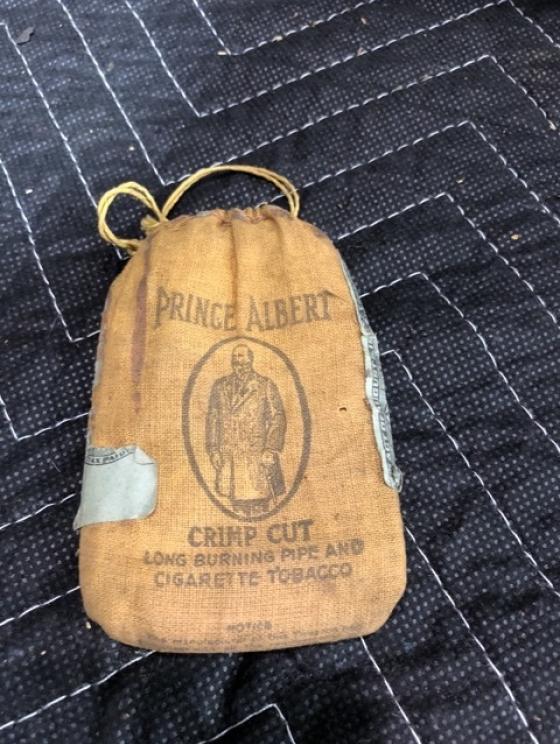 PRINCE ALBERT
CRIMP CUT
LONG BURNING PIPE AND
CIGARETTE TOBACCO
NOTICE